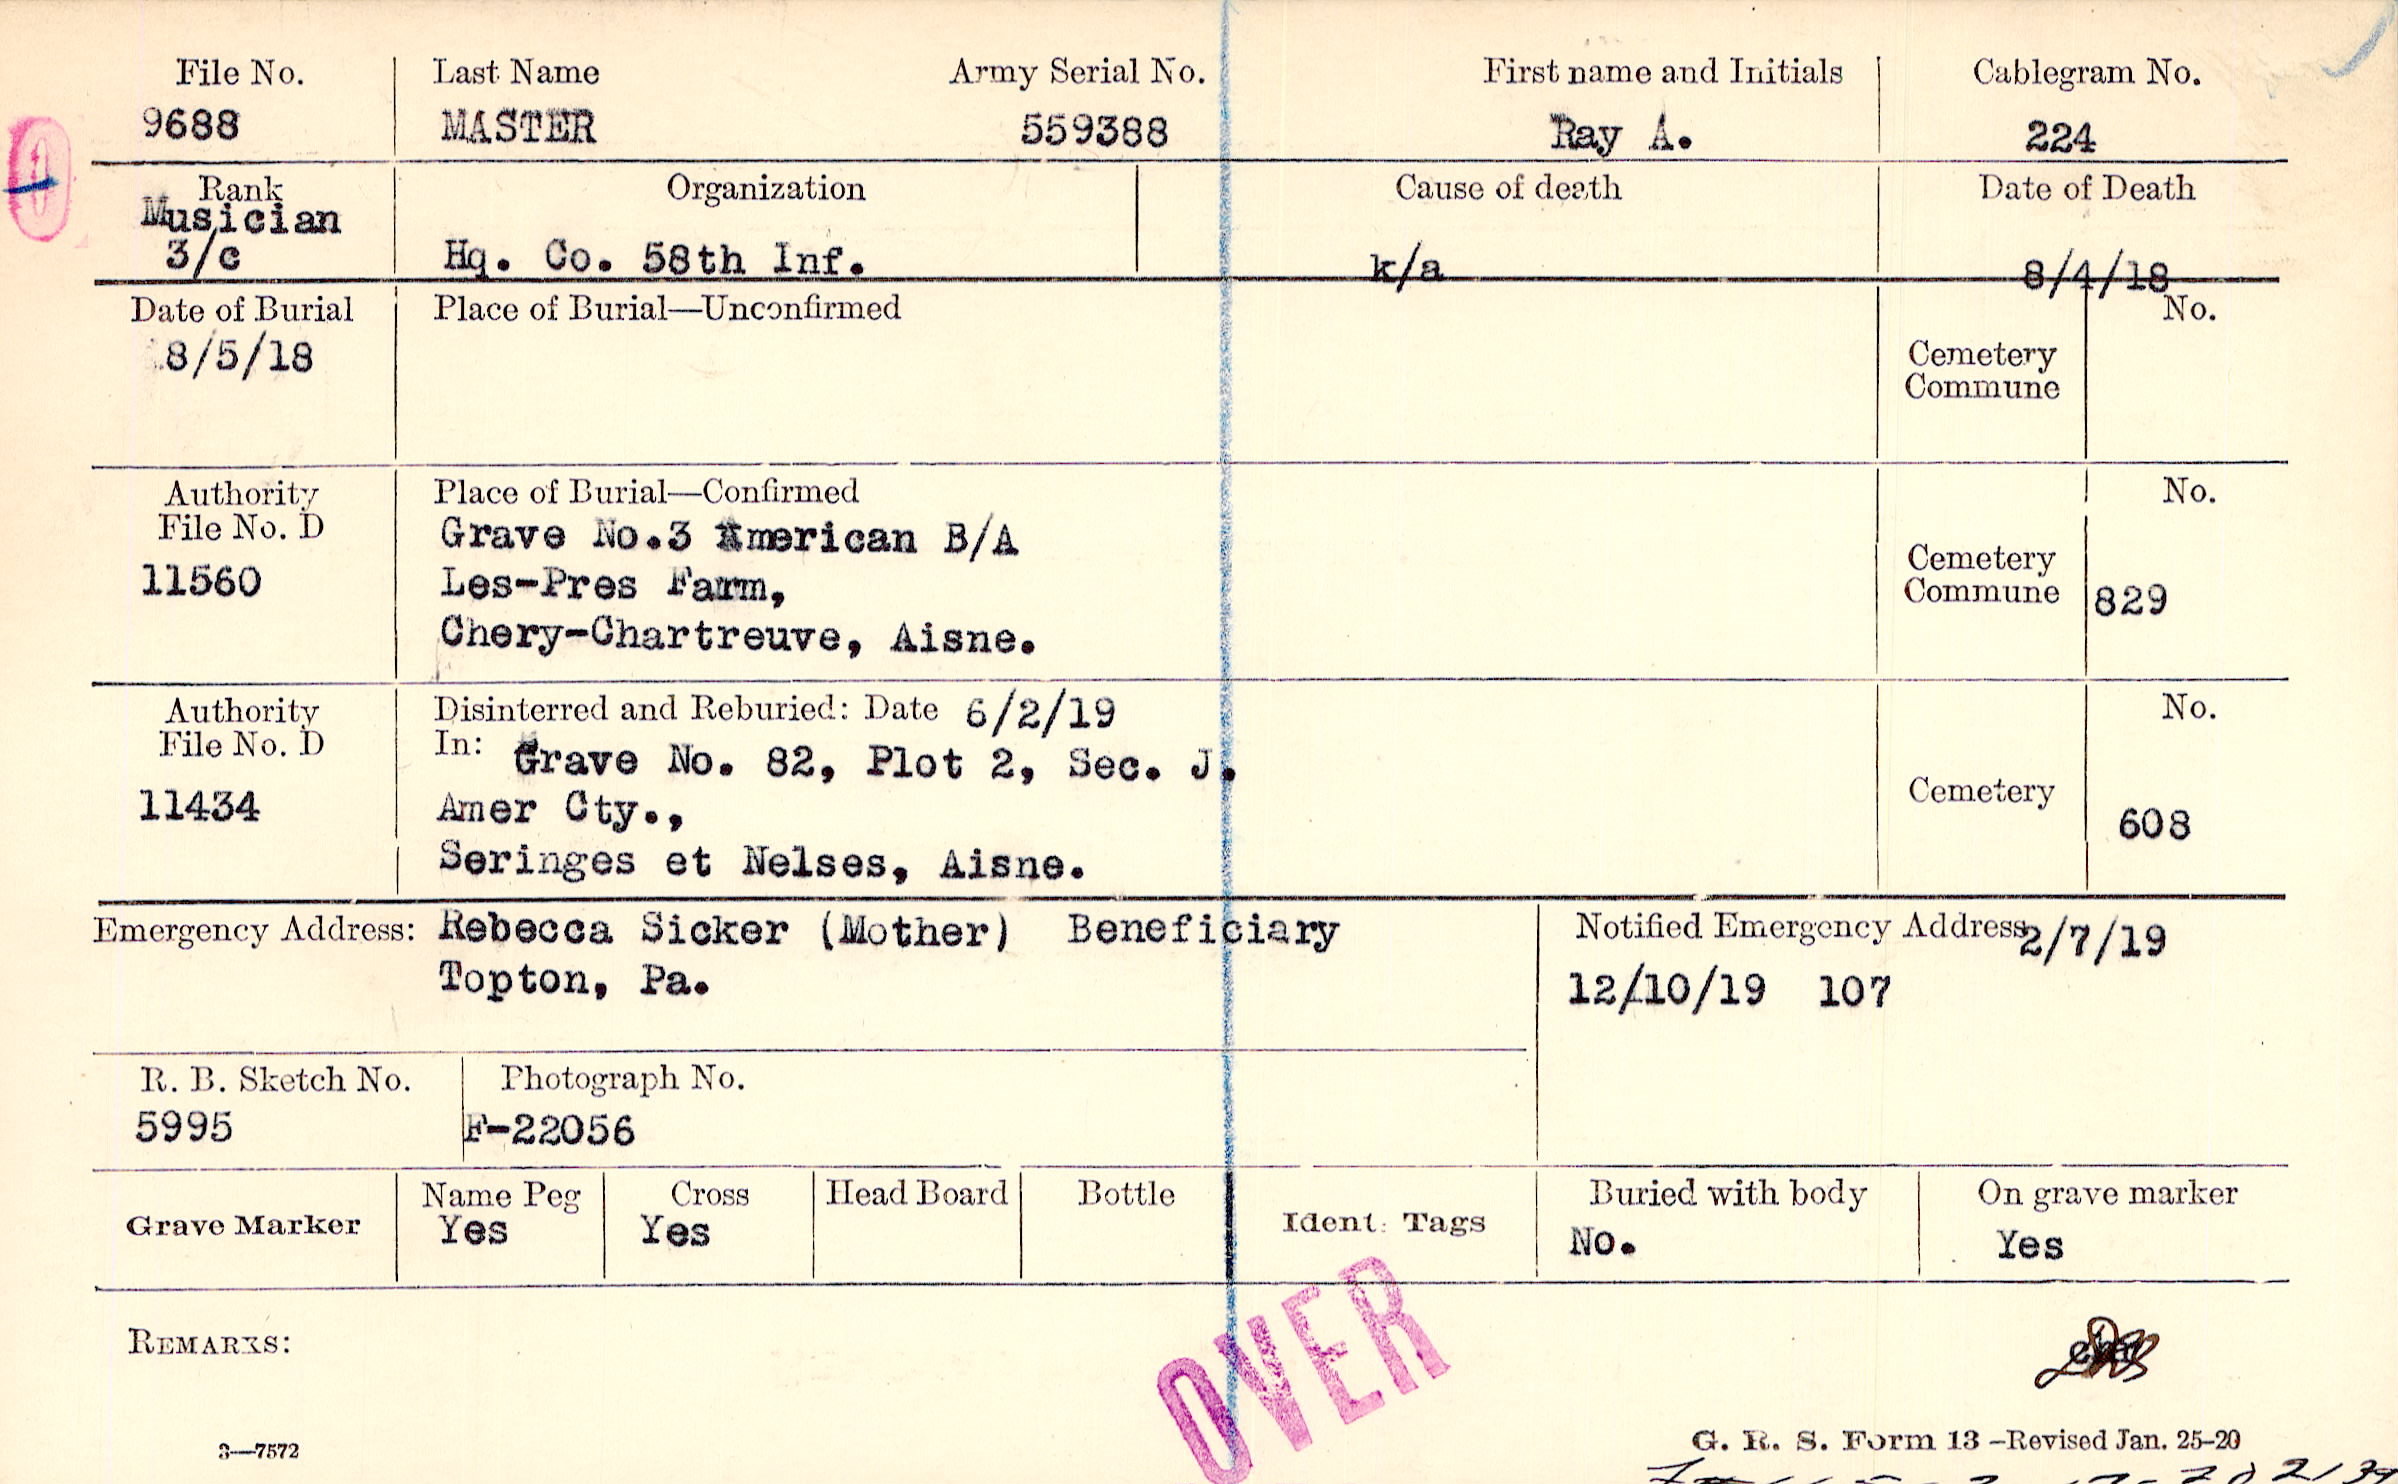 File No. Last Name Army Serial No. First name and Initials Cablegram No.
9688 MASTER 559388 Ray A. 224
Rank Organization Cause of death Date of Death
Musician
3/c Hq. Co. 58th Inf. k/a 8/4/18
Date of Burial Place of Burial—Unconfirmed No.
8/5/18 Cemetery
Commune
Authority Place of Burial—Confirmed No.
File No. D Grave No.3 American B/A
11560 Les-Pres Farm, Cemetery
Commune 829
Chery-Chartreuve, Aisne.
Authority Disinterred and Reburied: Date 6/2/19 No.
File No. D In: Grave No. 82, Plot 2, Sec. J.
11434 Amer Cty., Cemetery 608
Seringes et Nelses, Aisne.
Emergency Address: Rebecca Sicker (Mother) Beneficiary Notified Emergency Address 2/7/19
Topton, Pa. 12/10/19 107
R. B. Sketch No. Photograph No.
5995 F-22056
Grave Marker Name Peg Cross Head Board Bottle Ident. Tags Buried with body On grave marker
Yes Yes No. Yes
REMARKS:
OVER
3—7572 G. R. S. Form 13 –Revised Jan. 25-20